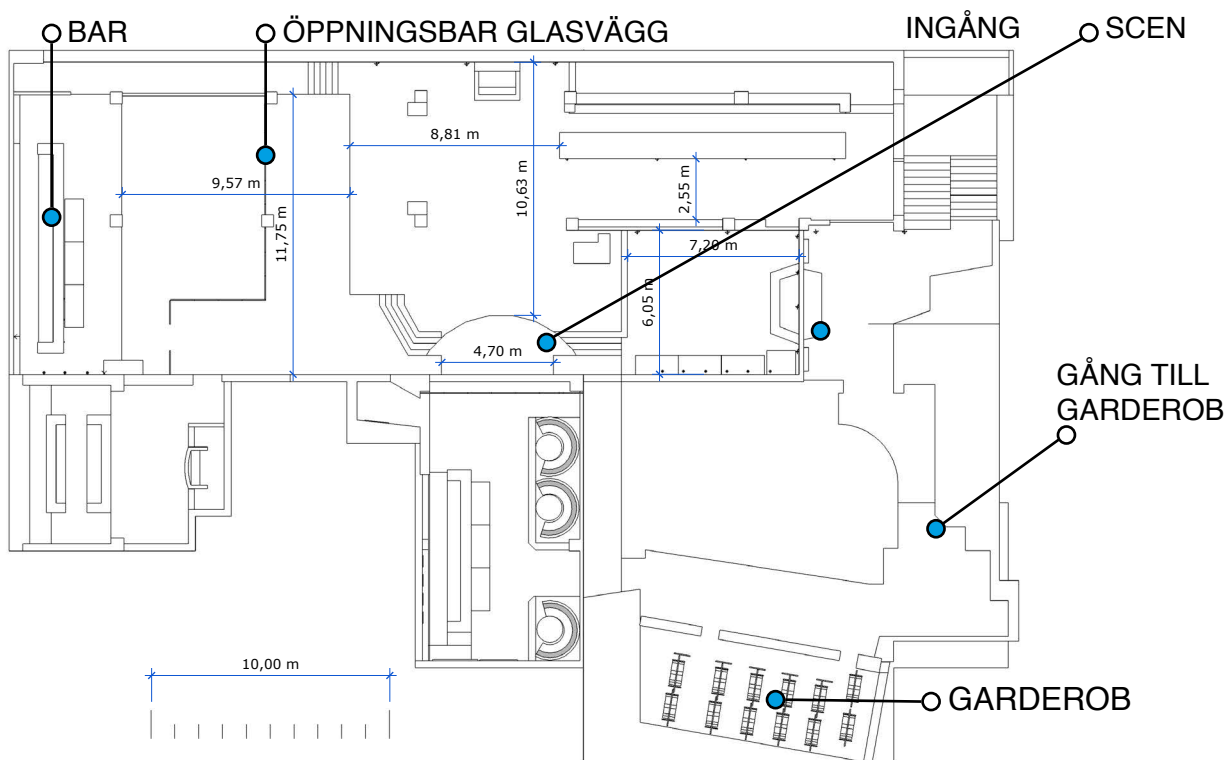 BAR
ÖPPNINGSBAR GLASVÄGG
INGÅNG
SCEN
8,81 m
9,57 m
10,63 m
2,55 m
11,75 m
7,20 m
6,05 m
4,70 m
GÅNG TILL
GARDEROB
10,00 m
GARDEROB